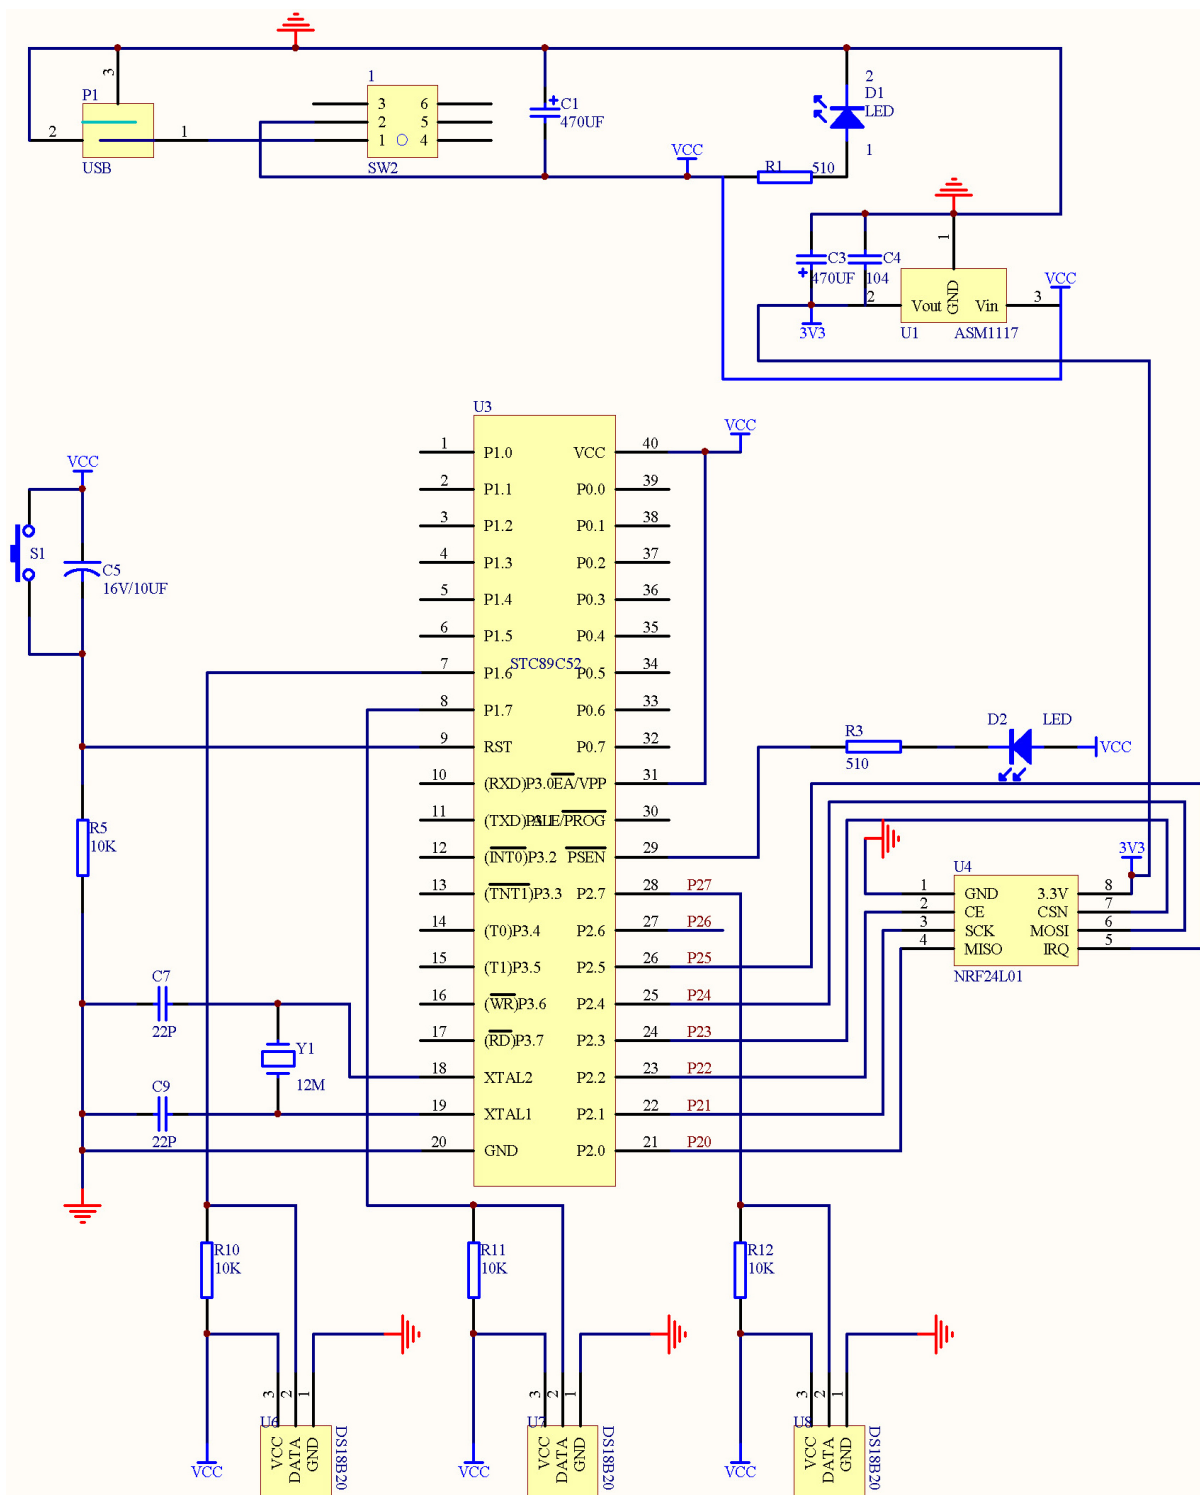 3
P1
2
1
USB
1
3
2
1
6
5
4
SW2
C1
470UF
VCC
R1
510
2
D1
LED
1
1
C3
470UF
C4
104
2
Vout
GND
Vin
3
VCC
3V3
U1
ASM1117
U3
1
P1.0
VCC
40
VCC
2
P1.1
P0.0
39
3
P1.2
P0.1
38
4
P1.3
P0.2
37
5
P1.4
P0.3
36
6
P1.5
P0.4
35
STC89C52
7
P1.6
P0.5
34
8
P1.7
P0.6
33
9
RST
P0.7
32
10
(RXD)P3.0
EA/VPP
31
11
(TXD)P3.1
ALE/PROG
30
12
(INT0)P3.2
PSEN
29
13
(TNT1)P3.3
P2.7
28
P27
14
(T0)P3.4
P2.6
27
P26
15
(T1)P3.5
P2.5
26
P25
16
(WR)P3.6
P2.4
25
P24
17
(RD)P3.7
P2.3
24
P23
18
XTAL2
P2.2
23
P22
19
XTAL1
P2.1
22
P21
20
GND
P2.0
21
P20
VCC
S1
C5
16V/10UF
R5
10K
C7
22P
Y1
12M
C9
22P
R3
510
D2
LED
VCC
3V3
U4
1
GND
3.3V
8
2
CE
CSN
7
3
SCK
MOSI
6
4
MISO
IRQ
5
NRF24L01
R10
10K
3
2
1
U6
VCC
DATA
GND
DS18B20
VCC
R11
10K
3
2
1
U7
VCC
DATA
GND
DS18B20
VCC
R12
10K
3
2
1
U8
VCC
DATA
GND
DS18B20
VCC